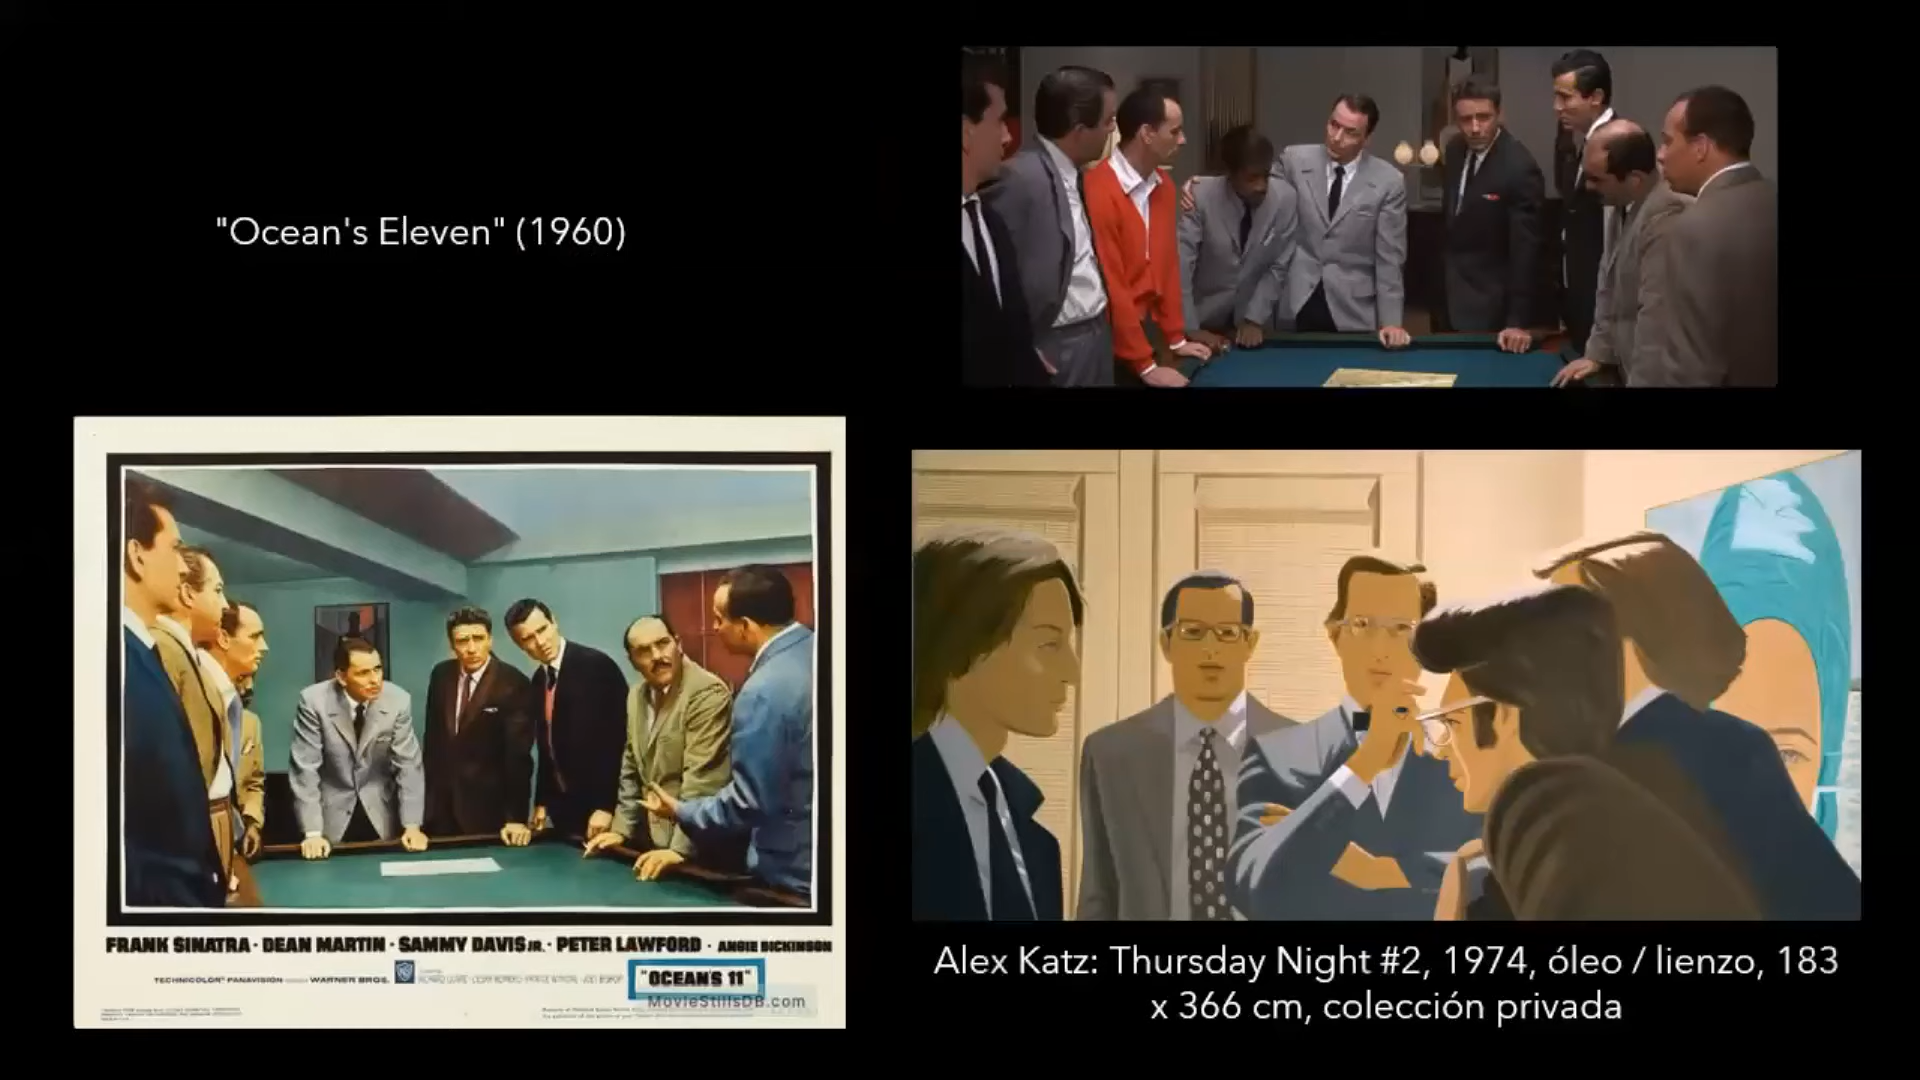 "Ocean's Eleven" (1960)
FRANK SINATRA · DEAN MARTIN · SAMMY DAVIS JR. · PETER LAWFORD · ANGIE DICKINSON
TECHNICOLOR® PANAVISION® WARNER BROS.
"OCEAN'S 11"
MovieStillsDB.com
Alex Katz: Thursday Night #2, 1974, óleo / lienzo, 183
x 366 cm, colección privada